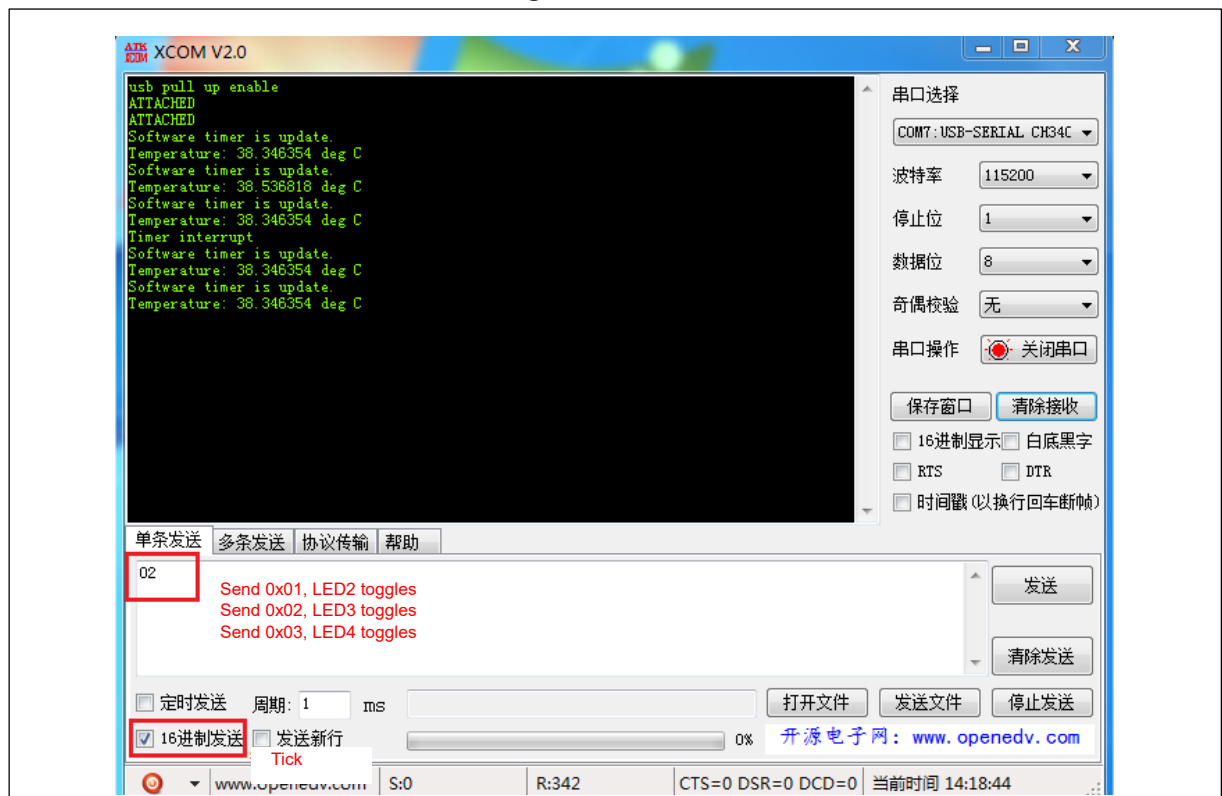 ATK XCOM XCOM V2.0
usb pull up enable
ATTACHED
ATTACHED
Software timer is update.
Temperature: 38.346354 deg C
Software timer is update.
Temperature: 38.536818 deg C
Software timer is update.
Temperature: 38.346354 deg C
Timer interrupt
Software timer is update.
Temperature: 38.346354 deg C
Software timer is update.
Temperature: 38.346354 deg C
串口选择
COM7:USB-SERIAL CH34C
波特率 115200
停止位 1
数据位 8
奇偶校验 无
串口操作 关闭串口
保存窗口 清除接收
16进制显示 白底黑字
RTS DTR
时间戳(以换行回车断帧)
单条发送 多条发送 协议传输 帮助
02
Send 0x01, LED2 toggles
Send 0x02, LED3 toggles
Send 0x03, LED4 toggles
发送
清除发送
定时发送 周期: 1 ms 打开文件 发送文件 停止发送
16进制发送 发送新行 0% 开源电子网: www.openedv.com
Tick
www.openedv.com S:0 R:342 CTS=0 DSR=0 DCD=0 当前时间 14:18:44